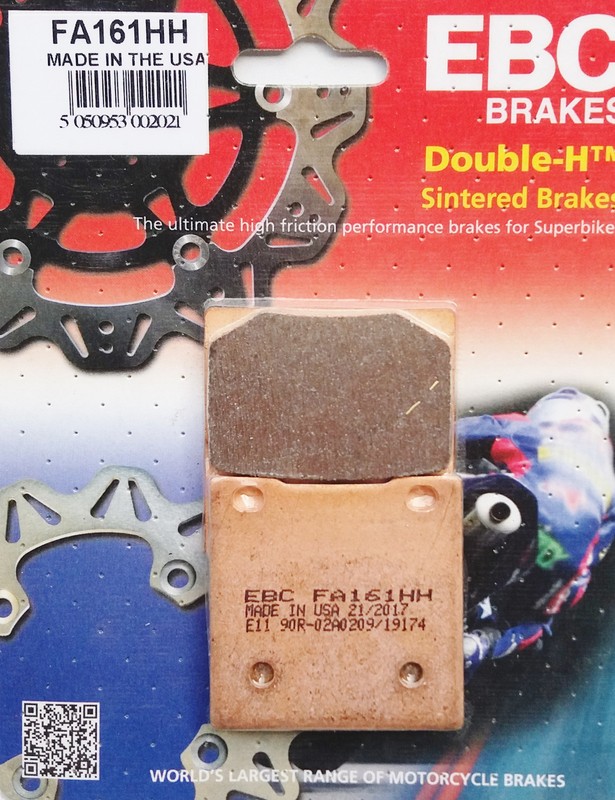 FA161HH
MADE IN THE USA
5 050953 002021
EBC
BRAKES
Double-H™
Sintered Brakes
The ultimate high friction performance brakes for Superbike
EBC FA161HH
MADE IN USA 21/2017
E11 90R-02A0209/19174
WORLD'S LARGEST RANGE OF MOTORCYCLE BRAKES